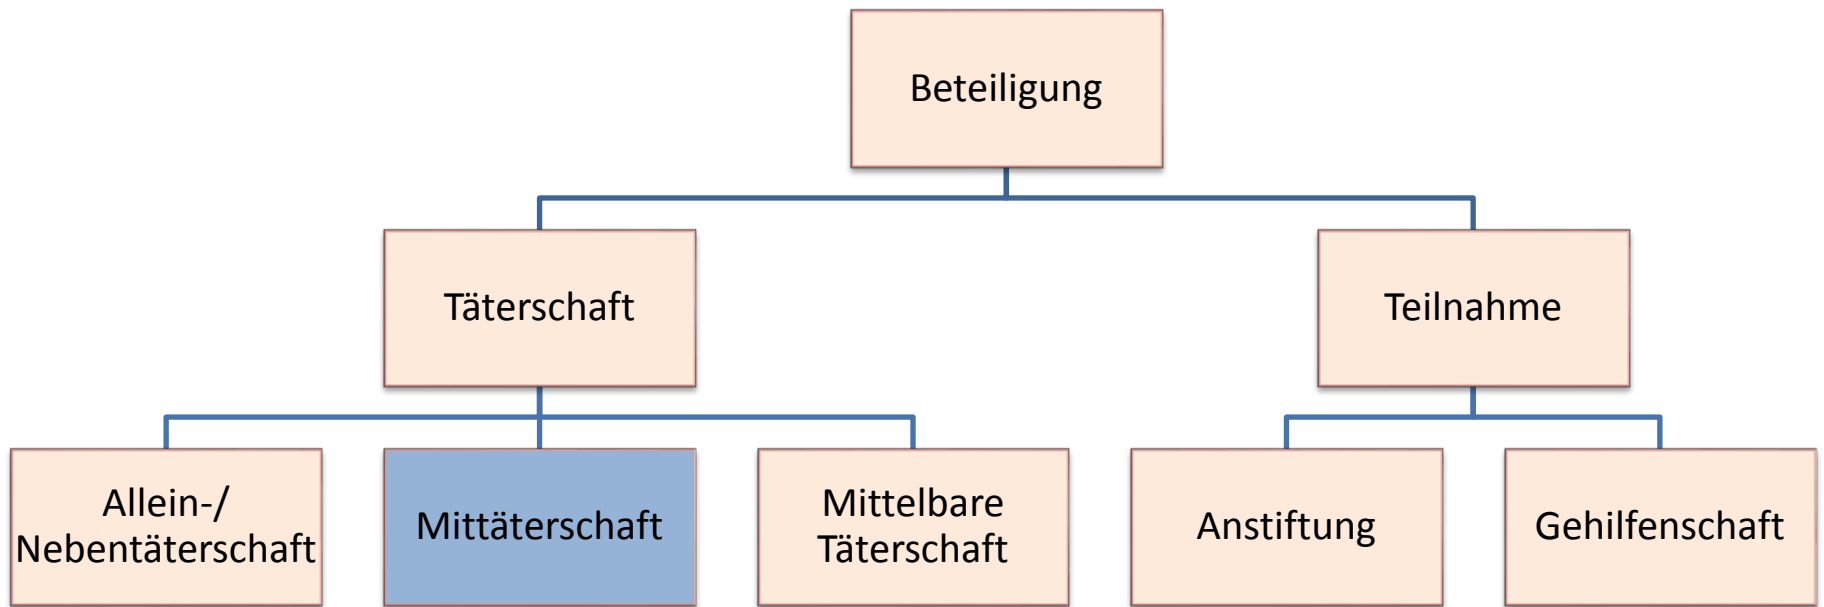 Beteiligung
Täterschaft
Teilnahme
Allein-/
Nebentäterschaft
Mittäterschaft
Mittelbare
Täterschaft
Anstiftung
Gehilfenschaft